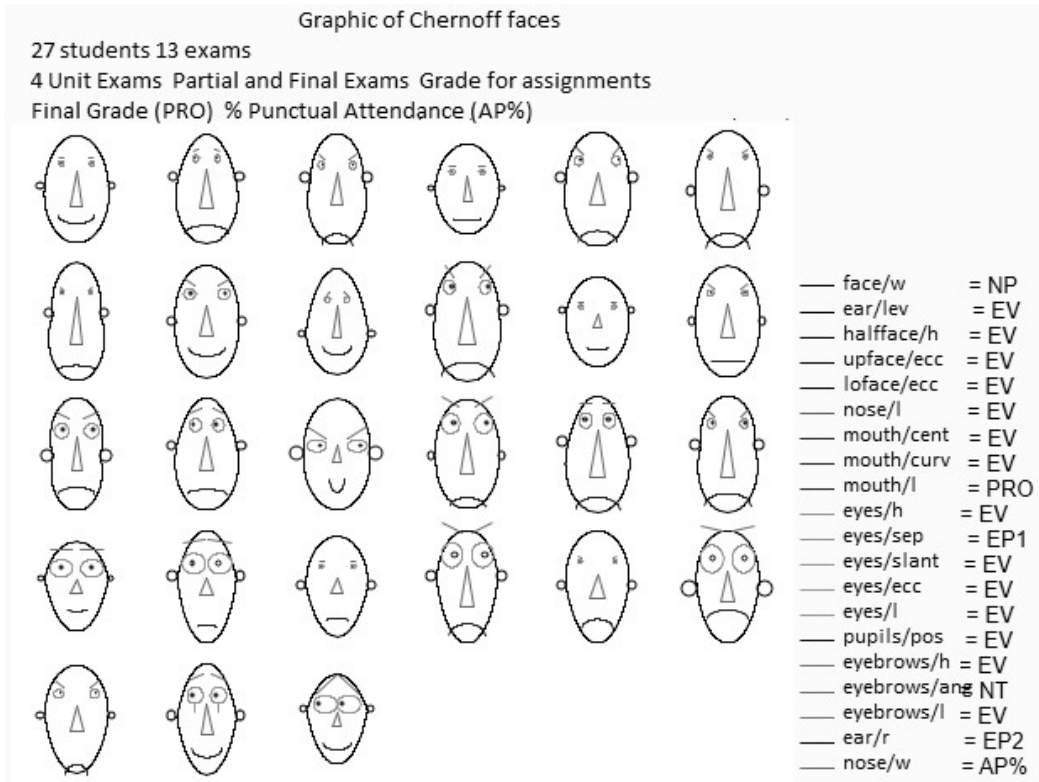 Graphic of Chernoff faces
27 students 13 exams
4 Unit Exams Partial and Final Exams Grade for assignments
Final Grade (PRO) % Punctual Attendance (AP%)
face/w = NP
ear/lev = EV
halfface/h = EV
upface/ecc = EV
loface/ecc = EV
nose/l = EV
mouth/cent = EV
mouth/curv = EV
mouth/l = PRO
eyes/h = EV
eyes/sep = EP1
eyes/slant = EV
eyes/ecc = EV
eyes/l = EV
pupils/pos = EV
eyebrows/h = EV
eyebrows/ang = NT
eyebrows/l = EV
ear/r = EP2
nose/w = AP%